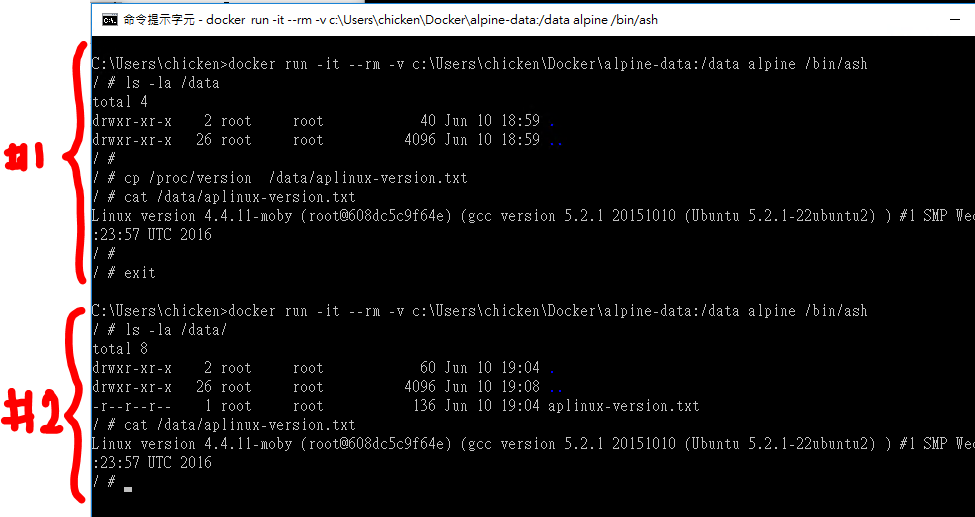 命令提示字元 - docker run -it --rm -v c:\Users\chicken\Docker\alpine-data:/data alpine /bin/ash
#1
C:\Users\chicken>docker run -it --rm -v c:\Users\chicken\Docker\alpine-data:/data alpine /bin/ash
/ # ls -la /data
total 4
drwxr-xr-x    2 root     root            40 Jun 10 18:59 .
drwxr-xr-x   26 root     root          4096 Jun 10 18:59 ..
/ #
/ # cp /proc/version  /data/aplinux-version.txt
/ # cat /data/aplinux-version.txt
Linux version 4.4.11-moby (root@608dc5c9f64e) (gcc version 5.2.1 20151010 (Ubuntu 5.2.1-22ubuntu2) ) #1 SMP Wed
:23:57 UTC 2016
/ #
/ # exit
#2
C:\Users\chicken>docker run -it --rm -v c:\Users\chicken\Docker\alpine-data:/data alpine /bin/ash
/ # ls -la /data/
total 8
drwxr-xr-x    2 root     root            60 Jun 10 19:04 .
drwxr-xr-x   26 root     root          4096 Jun 10 19:08 ..
-r--r--r--    1 root     root           136 Jun 10 19:04 aplinux-version.txt
/ # cat /data/aplinux-version.txt
Linux version 4.4.11-moby (root@608dc5c9f64e) (gcc version 5.2.1 20151010 (Ubuntu 5.2.1-22ubuntu2) ) #1 SMP Wed
:23:57 UTC 2016
/ #